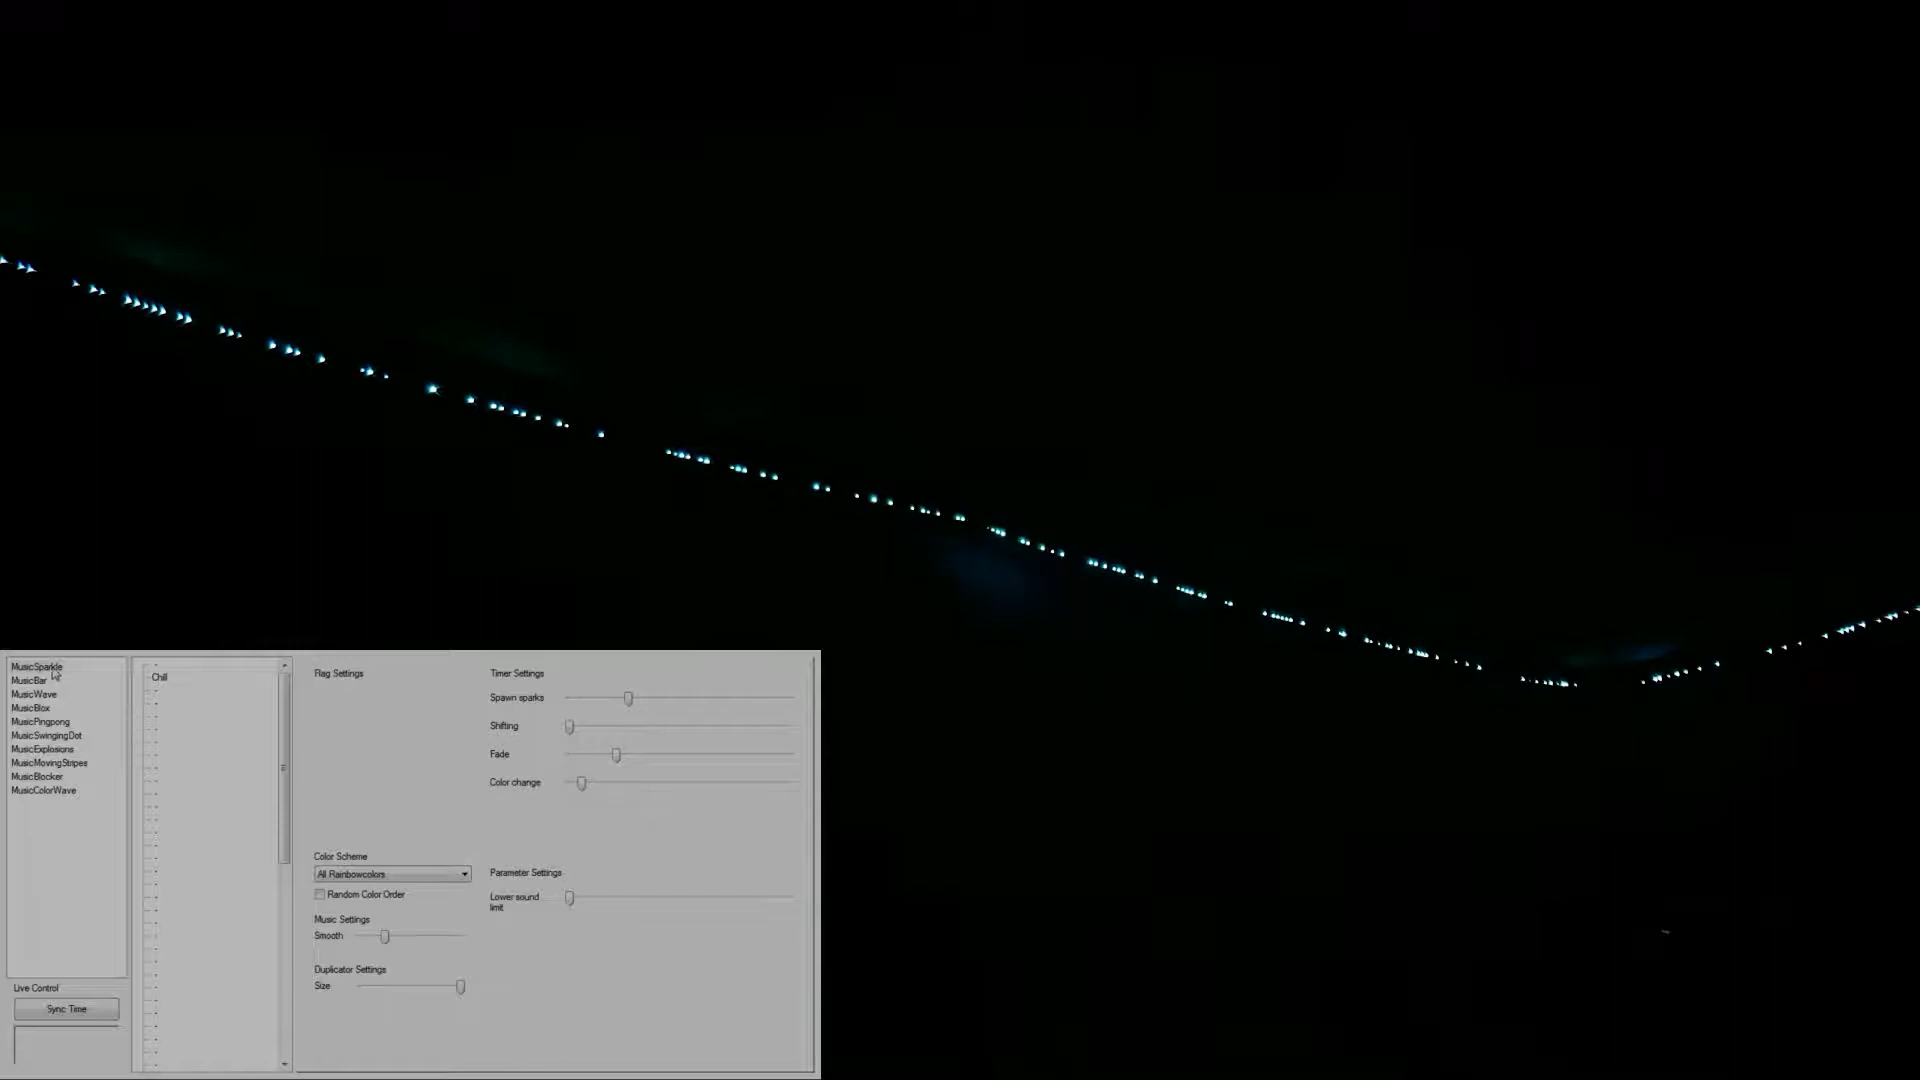 MusicSparkle
MusicBar
MusicWave
MusicBlox
MusicPingpong
MusicSwingingDot
MusicExplosions
MusicMovingStripes
MusicBlocker
MusicColorWave
Live Control
Sync Time
Chill
Flag Settings
Color Scheme
All Rainbowcolors
Random Color Order
Music Settings
Smooth
Duplicator Settings
Size
Timer Settings
Spawn sparks
Shifting
Fade
Color change
Parameter Settings
Lower sound
limit